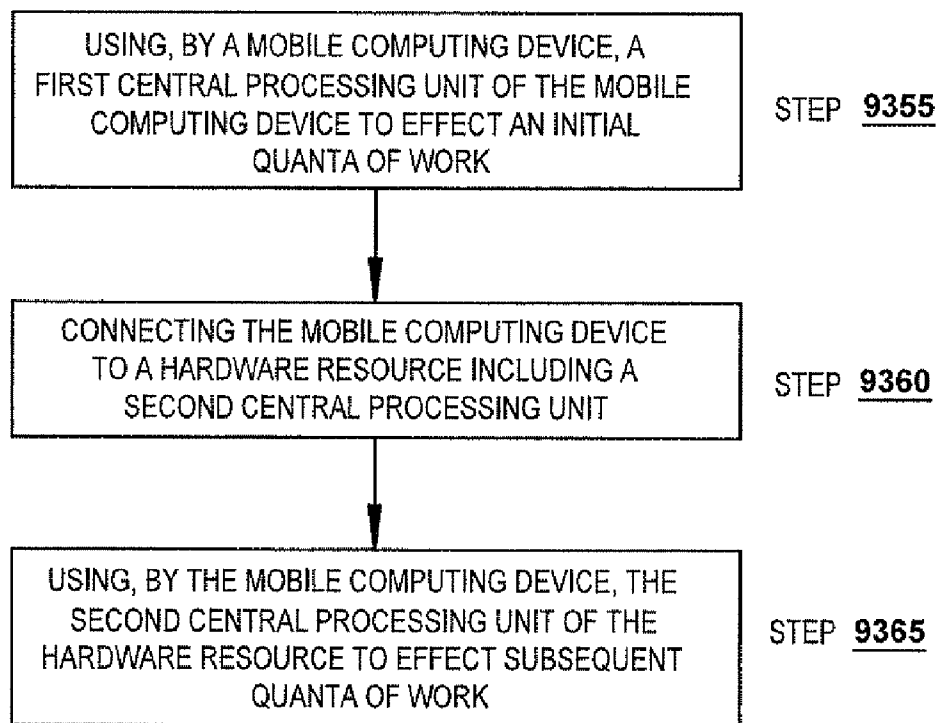 USING, BY A MOBILE COMPUTING DEVICE, A
FIRST CENTRAL PROCESSING UNIT OF THE MOBILE
COMPUTING DEVICE TO EFFECT AN INITIAL
QUANTA OF WORK
STEP 9355
CONNECTING THE MOBILE COMPUTING DEVICE
TO A HARDWARE RESOURCE INCLUDING A
SECOND CENTRAL PROCESSING UNIT
STEP 9360
USING, BY THE MOBILE COMPUTING DEVICE, THE
SECOND CENTRAL PROCESSING UNIT OF THE
HARDWARE RESOURCE TO EFFECT SUBSEQUENT
QUANTA OF WORK
STEP 9365